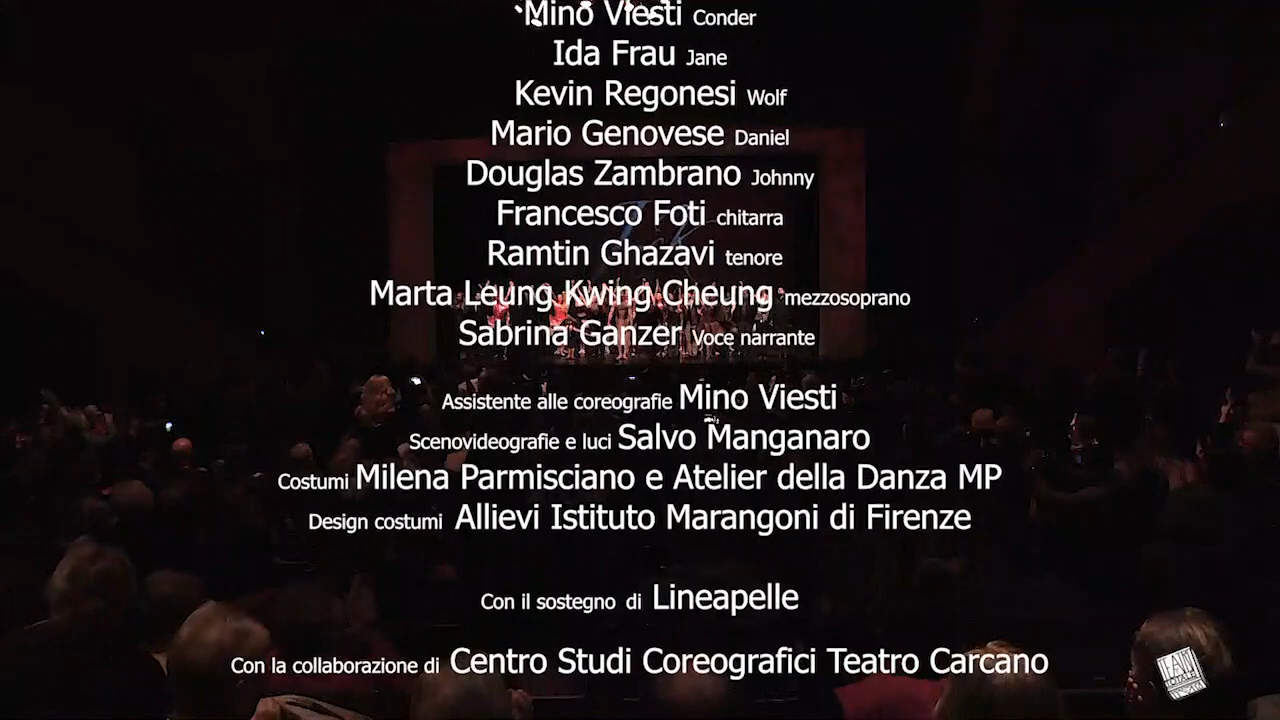 Mino Viesti Conder
Ida Frau Jane
Kevin Regonesi Wolf
Mario Genovese Daniel
Douglas Zambrano Johnny
Francesco Foti chitarra
Ramtin Ghazavi tenore
Marta Leung Kwing Cheung mezzosoprano
Sabrina Ganzer Voce narrante
Assistente alle coreografie Mino Viesti
Scenovideografie e luci Salvo Manganaro
Costumi Milena Parmisciano e Atelier della Danza MP
Design costumi Allievi Istituto Marangoni di Firenze
Con il sostegno di Lineapelle
Con la collaborazione di Centro Studi Coreografici Teatro Carcano